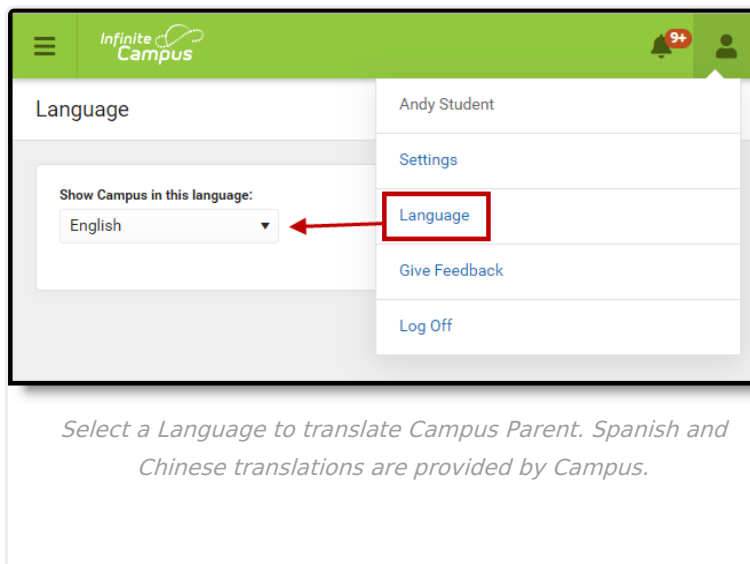 Infinite
Campus
9+
Language
Andy Student
Settings
Show Campus in this language:
English
Language
Give Feedback
Log Off
Select a Language to translate Campus Parent. Spanish and
Chinese translations are provided by Campus.